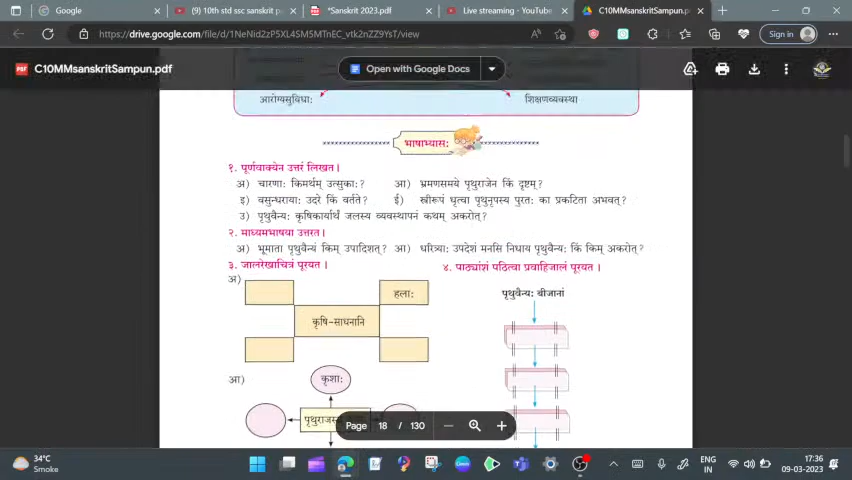 Google
(9) 10th std ssc sanskrit p
*Sanskrit 2023.pdf
Live streaming - YouTube
C10MMsanskritSampun.p
https://drive.google.com/file/d/1NeNid2zP5XL4SM5MTnEC_vtk2nZZ9YsT/view
Sign in
PDF C10MMsanskritSampun.pdf
Open with Google Docs
आरोग्यसुविधाः शिक्षणव्यवस्था
भाषाभ्यासः
१. पूर्णवाक्येन उत्तरं लिखत।
अ) चारणाः किमर्थम् उत्सुकाः? आ) भ्रमणसमये पृथुराजेन किं दृष्टम्?
इ) वसुन्धरायाः उदरे किं वर्तते? ई) स्त्रीरूपं धृत्वा पृथुनृपस्य पुरतः का प्रकटिता अभवत्?
उ) पृथुवैन्यः कृषिकार्यार्थं जलस्य व्यवस्थापनं कथम् अकरोत्?
२. माध्यमभाषया उत्तरत।
अ) भूमाता पृथुवैन्यं किम् उपादिशत्? आ) धरित्र्याः उपदेशं मनसि निधाय पृथुवैन्यः किं किम् अकरोत्?
३. जालरेखाचित्रं पूरयत।
४. पाठ्यांशं पठित्वा प्रवाहिजालं पूरयत।
अ)
हलाः
पृथुवैन्यः बीजानां
कृषि-साधनानि
आ)
कृशाः
पृथुराजस्य
Page 18 / 130
34°C
Smoke
ENG
IN
17:36
09-03-2023